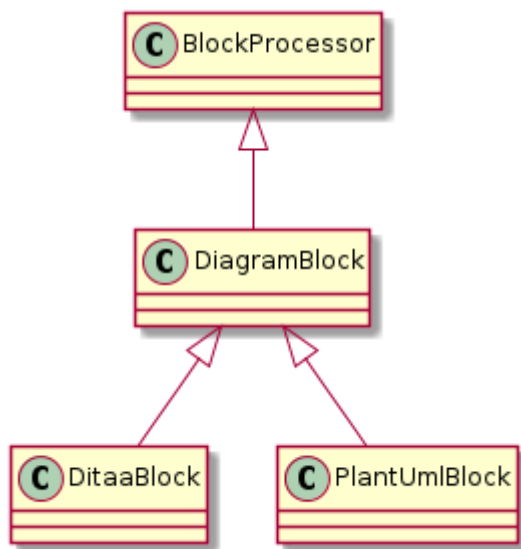 C BlockProcessor
C DiagramBlock
C DitaaBlock
C PlantUmlBlock